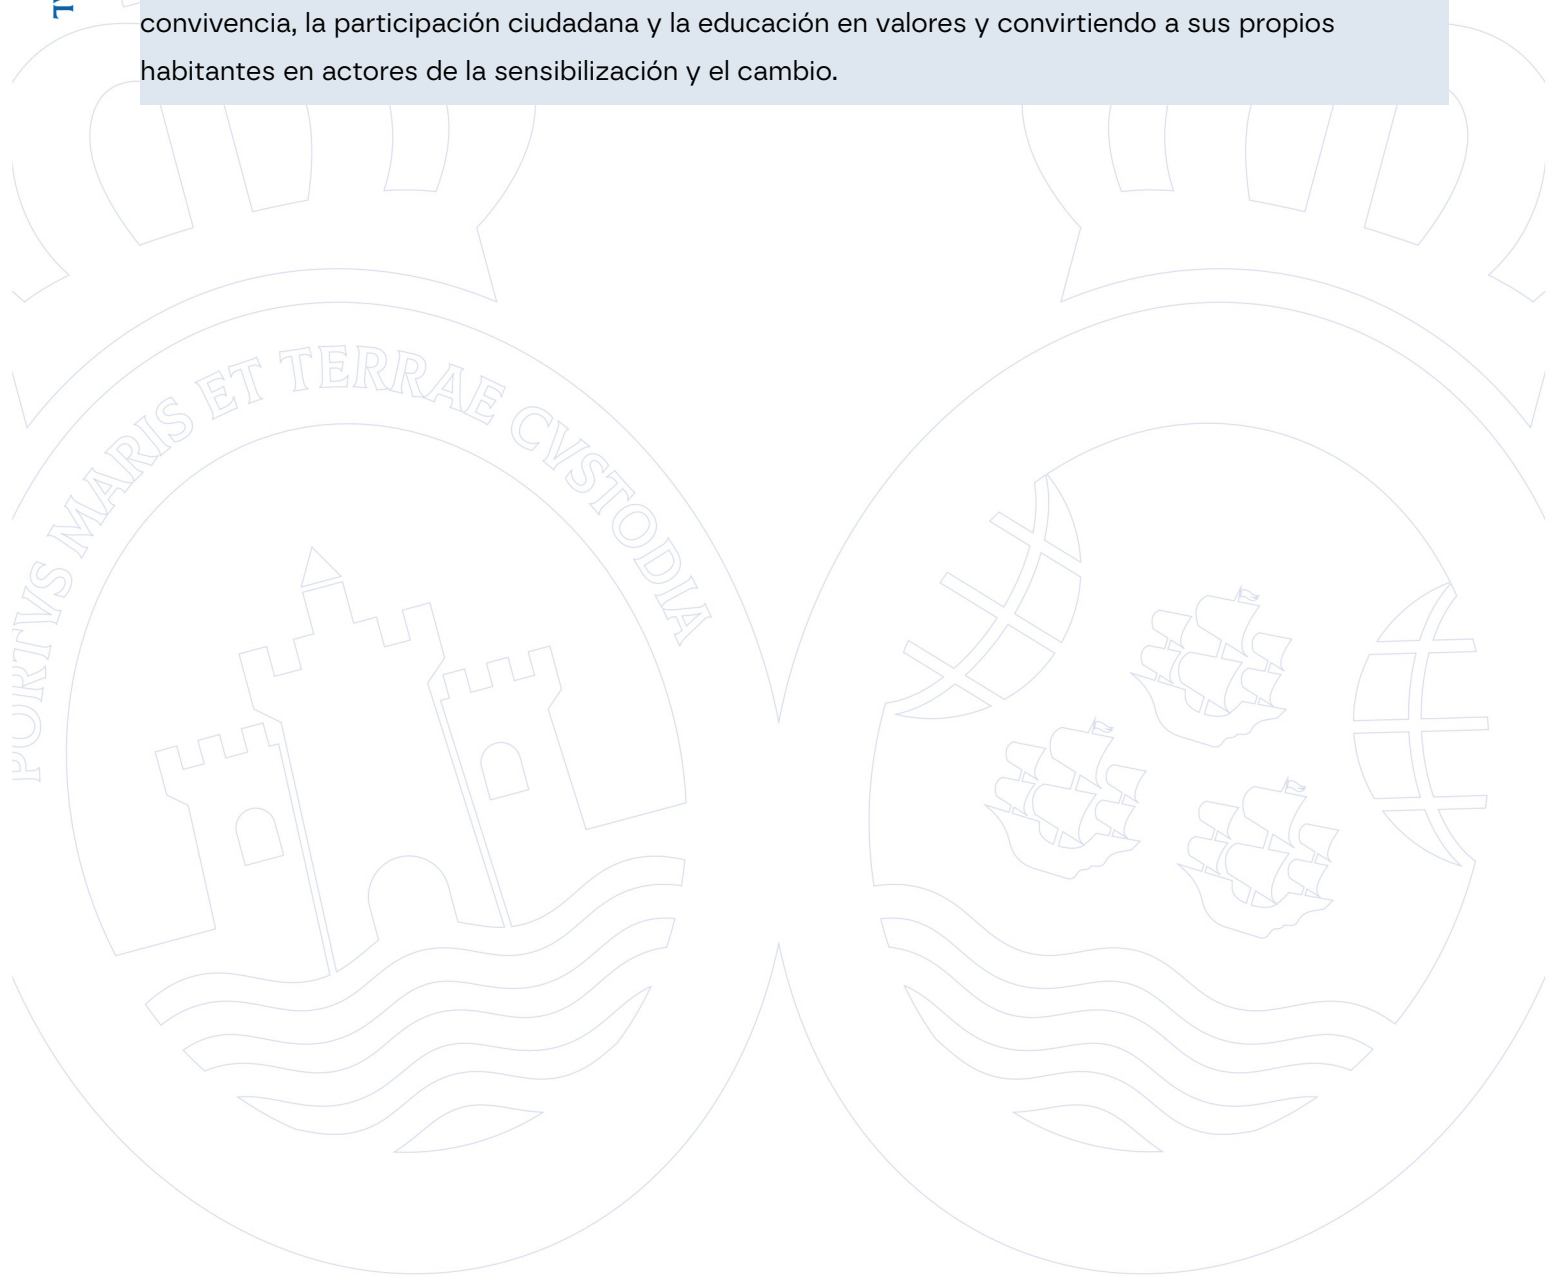 convivencia, la participación ciudadana y la educación en valores y convirtiendo a sus propios
habitantes en actores de la sensibilización y el cambio.
PORTVS MARIS ET TERRAE CVSTODIA